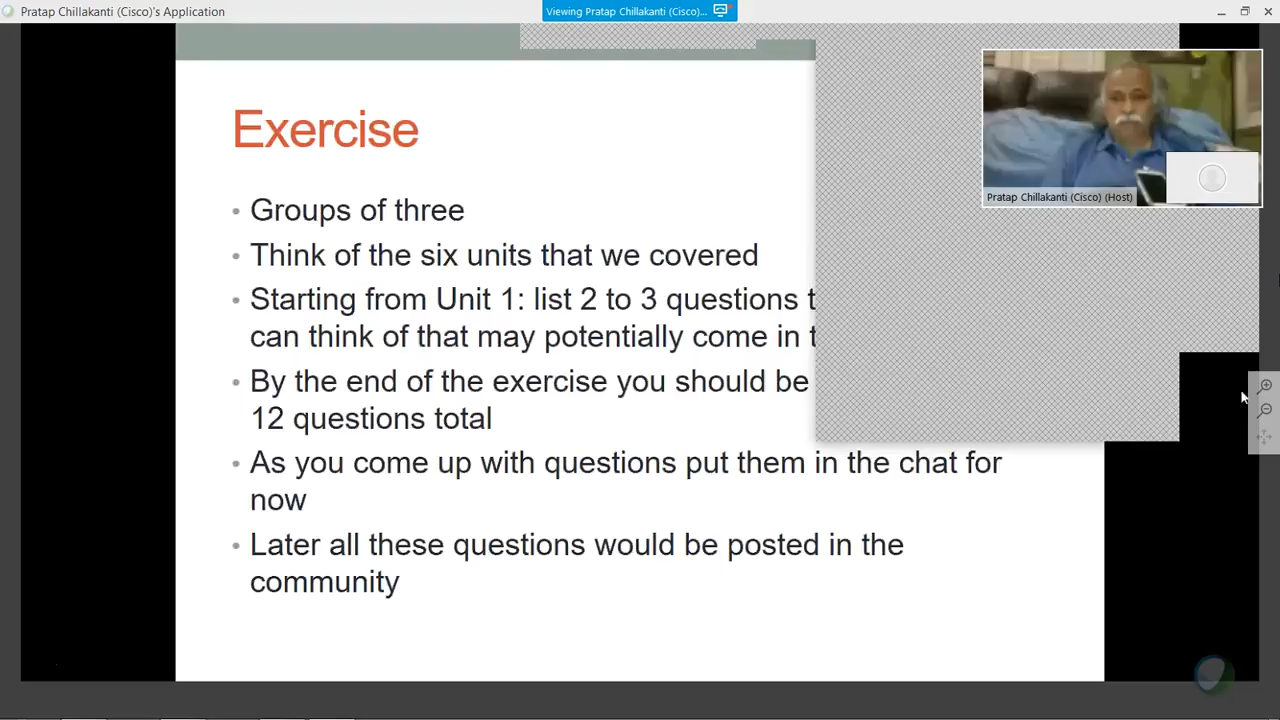 Pratap Chillakanti (Cisco)'s Application
Viewing Pratap Chillakanti (Cisco)...
Pratap Chillakanti (Cisco) (Host)
Exercise
• Groups of three
• Think of the six units that we covered
• Starting from Unit 1: list 2 to 3 questions
can think of that may potentially come in
• By the end of the exercise you should be
12 questions total
• As you come up with questions put them in the chat for
now
• Later all these questions would be posted in the
community